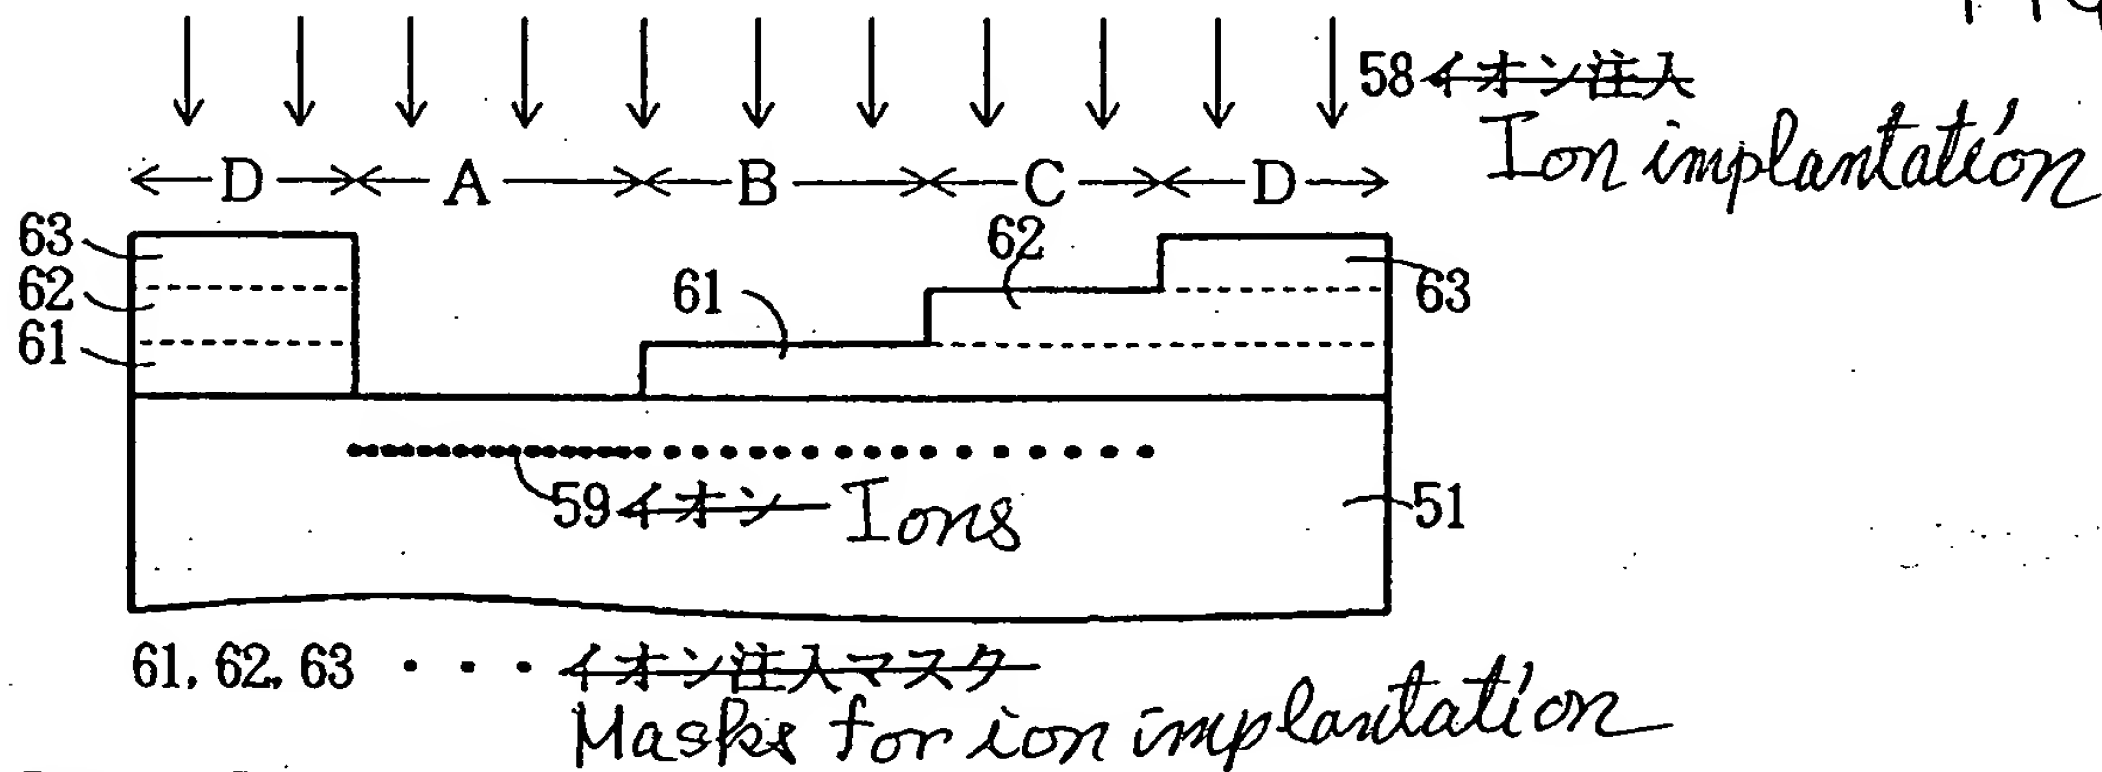 58 イオン注入
Ion implantation
D A B C D
63
62
62
61
63
61
59 イオン Ions
51
61, 62, 63 ・・・ イオン注入マスク
Masks for ion implantation